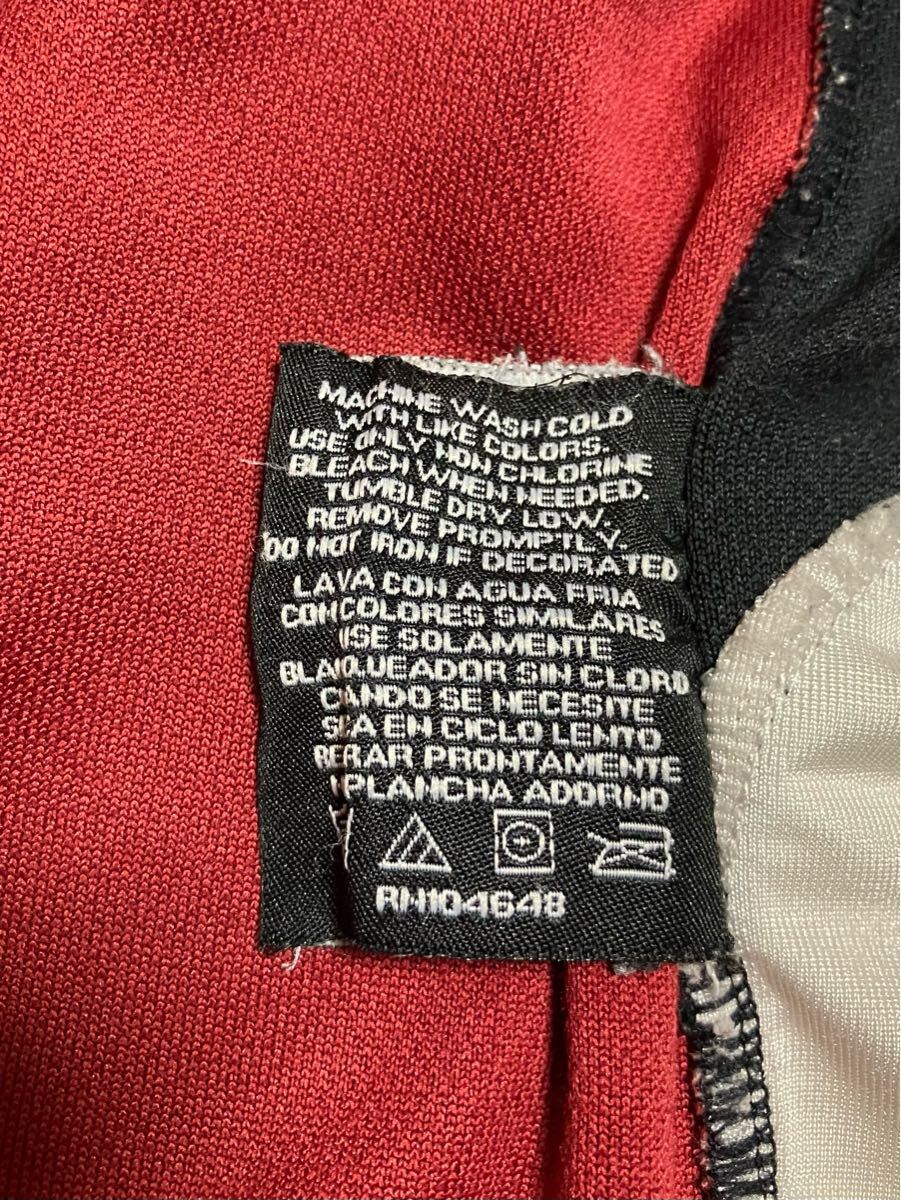 MACHINE WASH COLD
WITH LIKE COLORS.
USE ONLY NON CHLORINE
BLEACH WHEN NEEDED.
TUMBLE DRY LOW.
REMOVE PROMPTLY.
DO NOT IRON IF DECORATED
LAVA CON AGUA FRIA
CON COLORES SIMILARES
USE SOLAMENTE
BLANQUEADOR SIN CLORO
CUANDO SE NECESITE
SECA EN CICLO LENTO
RETIRAR PRONTAMENTE
PLANCHA ADORNO
RN104648